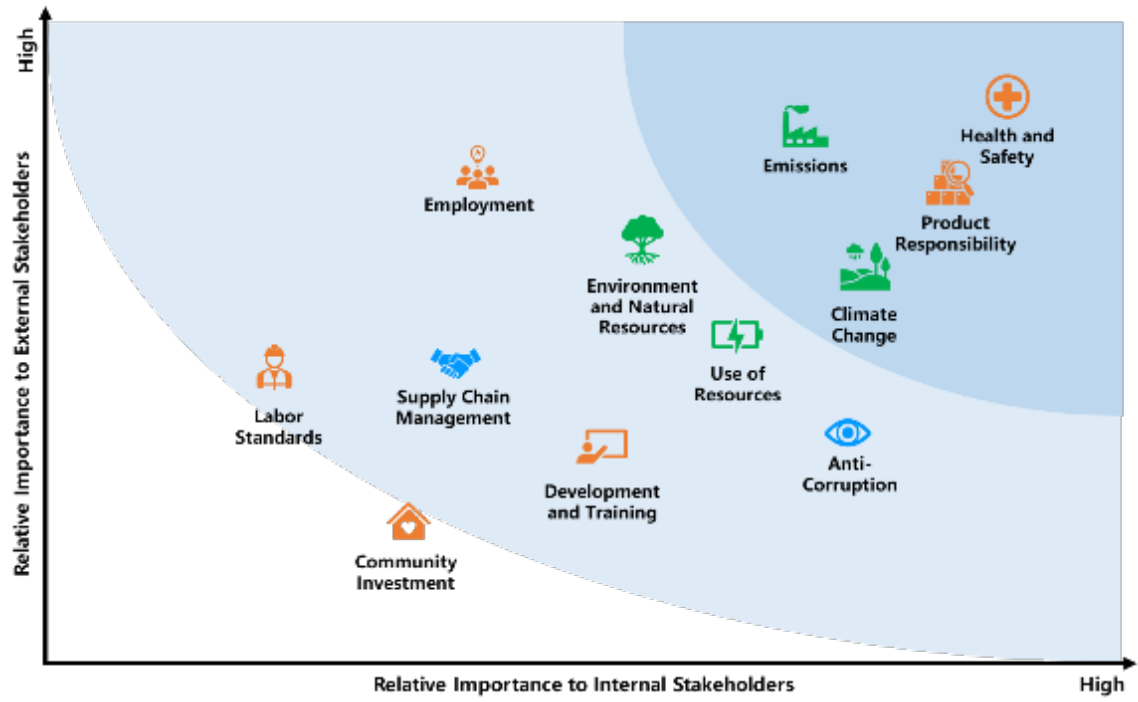 High
Relative Importance to External Stakeholders
Health and
Safety
Emissions
Employment
Product
Responsibility
Environment
and Natural
Resources
Climate
Change
Use of
Resources
Supply Chain
Management
Labor
Standards
Anti-
Corruption
Development
and Training
Community
Investment
Relative Importance to Internal Stakeholders
High